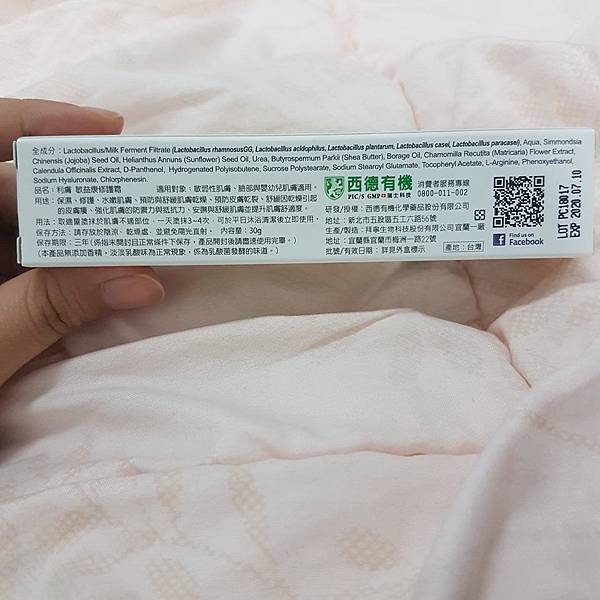 全成分：Lactobacillus/Milk Ferment Filtrate (Lactobacillus rhamnosusGG, Lactobacillus acidophilus, Lactobacillus plantarum, Lactobacillus casei, Lactobacillus paracasei), Aqua, Simmondsia
Chinensis (Jojoba) Seed Oil, Helianthus Annuns (Sunflower) Seed Oil, Urea, Butyrospermum Parkii (Shea Butter), Borage Oil, Chamomilla Recutita (Matricaria) Flower Extract,
Calendula Officinalis Extract, D-Panthenol, Hydrogenated Polyisobutene, Sucrose Polystearate, Sodium Stearoyl Glutamate, Tocopheryl Acetate, L-Arginine, Phenoxyethanol,
Sodium Hyaluronate, Chlorphenesin.
品名：利膚 敏益康修護霜 適用對象：敏弱性肌膚、臉部與嬰幼兒肌膚適用。
用途：保濕、修護、水嫩肌膚、預防與舒緩肌膚乾燥、預防皮膚乾裂、舒緩因乾燥引起
的皮膚癢、強化肌膚的防禦力與抵抗力、安撫與舒緩肌膚並提升肌膚舒適度。
用法：取適量塗抹於肌膚不適部位，一天塗抹3~4次，可於平日沐浴清潔後立即使用。
保存方法：請存放於陰涼、乾燥處，並避免陽光直射。 內容量：30g
保存期限：三年（係指未開封且正常條件下保存，產品開封後請盡速使用完畢。）
（本產品無添加香精，淡淡乳酸味為正常現象，係為乳酸菌發酵的味道。）
西德有機
PIC/S GMP
消費者服務專線
0800-011-002
研發/授權：西德有機化學藥品股份有限公司
地址：新北市五股區五工六路56號
生產/製造：拜寧生物科技股份有限公司宜蘭一廠
地址：宜蘭縣宜蘭市梅洲一路22號
批號/有效日期：詳見外盒標示
產地：台灣
Find us on
Facebook
LOT PC18017
EXP 2020.07.10